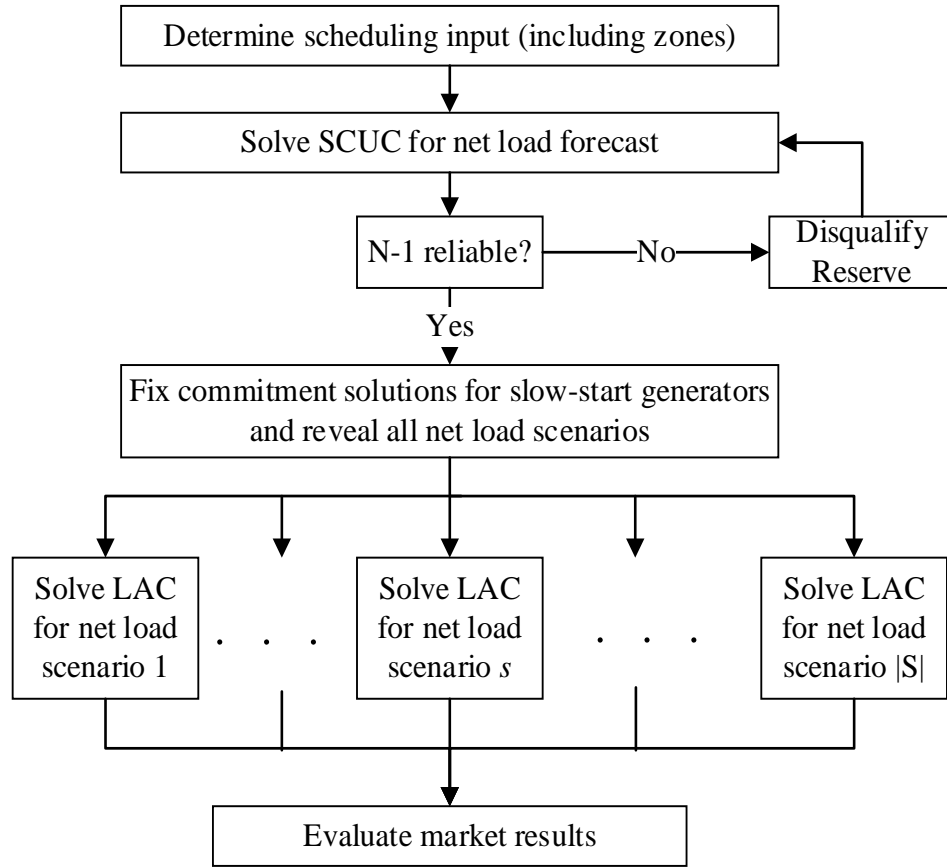 Determine scheduling input (including zones)
Solve SCUC for net load forecast
N-1 reliable?
No
Disqualify
Reserve
Yes
Fix commitment solutions for slow-start generators
and reveal all net load scenarios
Solve LAC
for net load
scenario 1
. . .
Solve LAC
for net load
scenario s
. . .
Solve LAC
for net load
scenario |S|
Evaluate market results